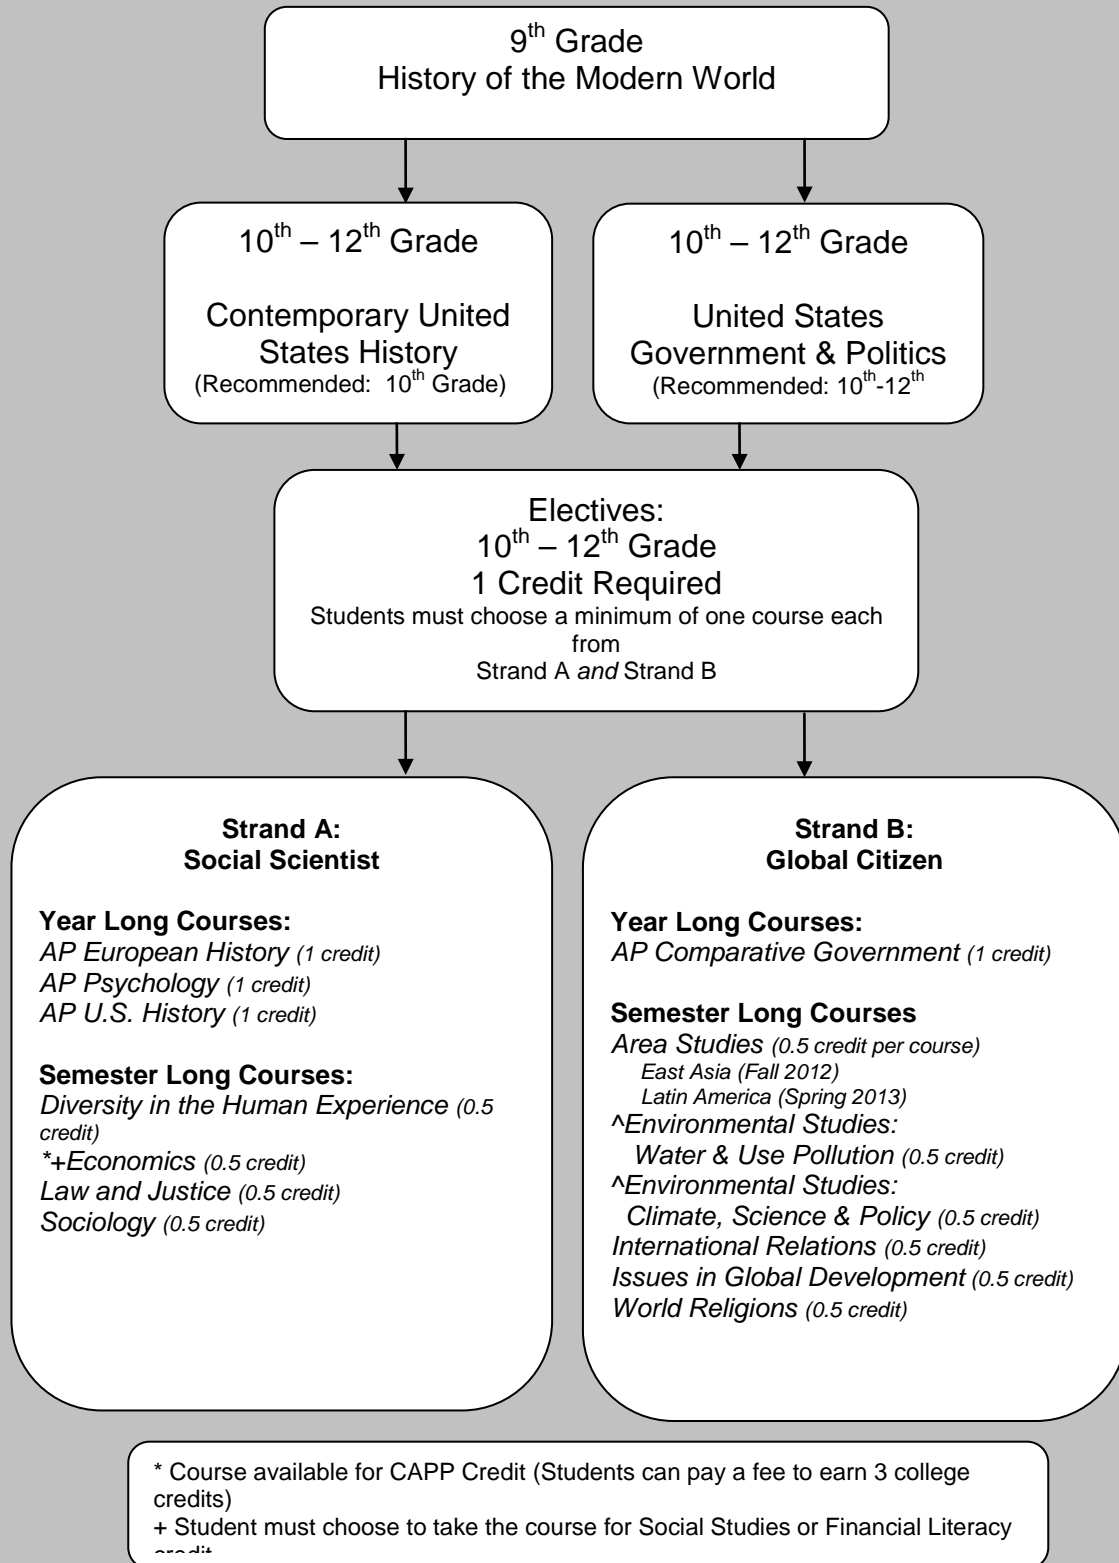 9th Grade
History of the Modern World
10th – 12th Grade
Contemporary United
States History
(Recommended: 10th Grade)
10th – 12th Grade
United States
Government & Politics
(Recommended: 10th-12th
Electives:
10th – 12th Grade
1 Credit Required
Students must choose a minimum of one course each
from
Strand A and Strand B
Strand A:
Social Scientist
Year Long Courses:
AP European History (1 credit)
AP Psychology (1 credit)
AP U.S. History (1 credit)
Semester Long Courses:
Diversity in the Human Experience (0.5
credit)
*+Economics (0.5 credit)
Law and Justice (0.5 credit)
Sociology (0.5 credit)
Strand B:
Global Citizen
Year Long Courses:
AP Comparative Government (1 credit)
Semester Long Courses
Area Studies (0.5 credit per course)
East Asia (Fall 2012)
Latin America (Spring 2013)
^Environmental Studies:
Water & Use Pollution (0.5 credit)
^Environmental Studies:
Climate, Science & Policy (0.5 credit)
International Relations (0.5 credit)
Issues in Global Development (0.5 credit)
World Religions (0.5 credit)
* Course available for CAPP Credit (Students can pay a fee to earn 3 college
credits)
+ Student must choose to take the course for Social Studies or Financial Literacy